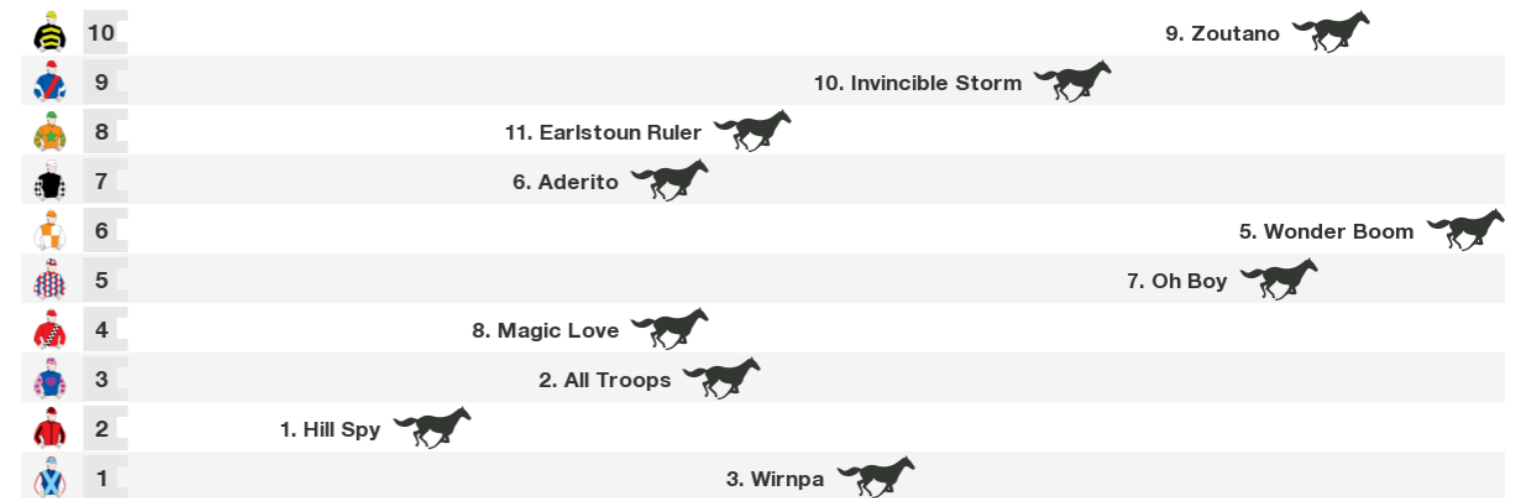 10 9. Zoutano
9 10. Invincible Storm
8 11. Earlstoun Ruler
7 6. Aderito
6 5. Wonder Boom
5 7. Oh Boy
4 8. Magic Love
3 2. All Troops
2 1. Hill Spy
1 3. Wirnpa